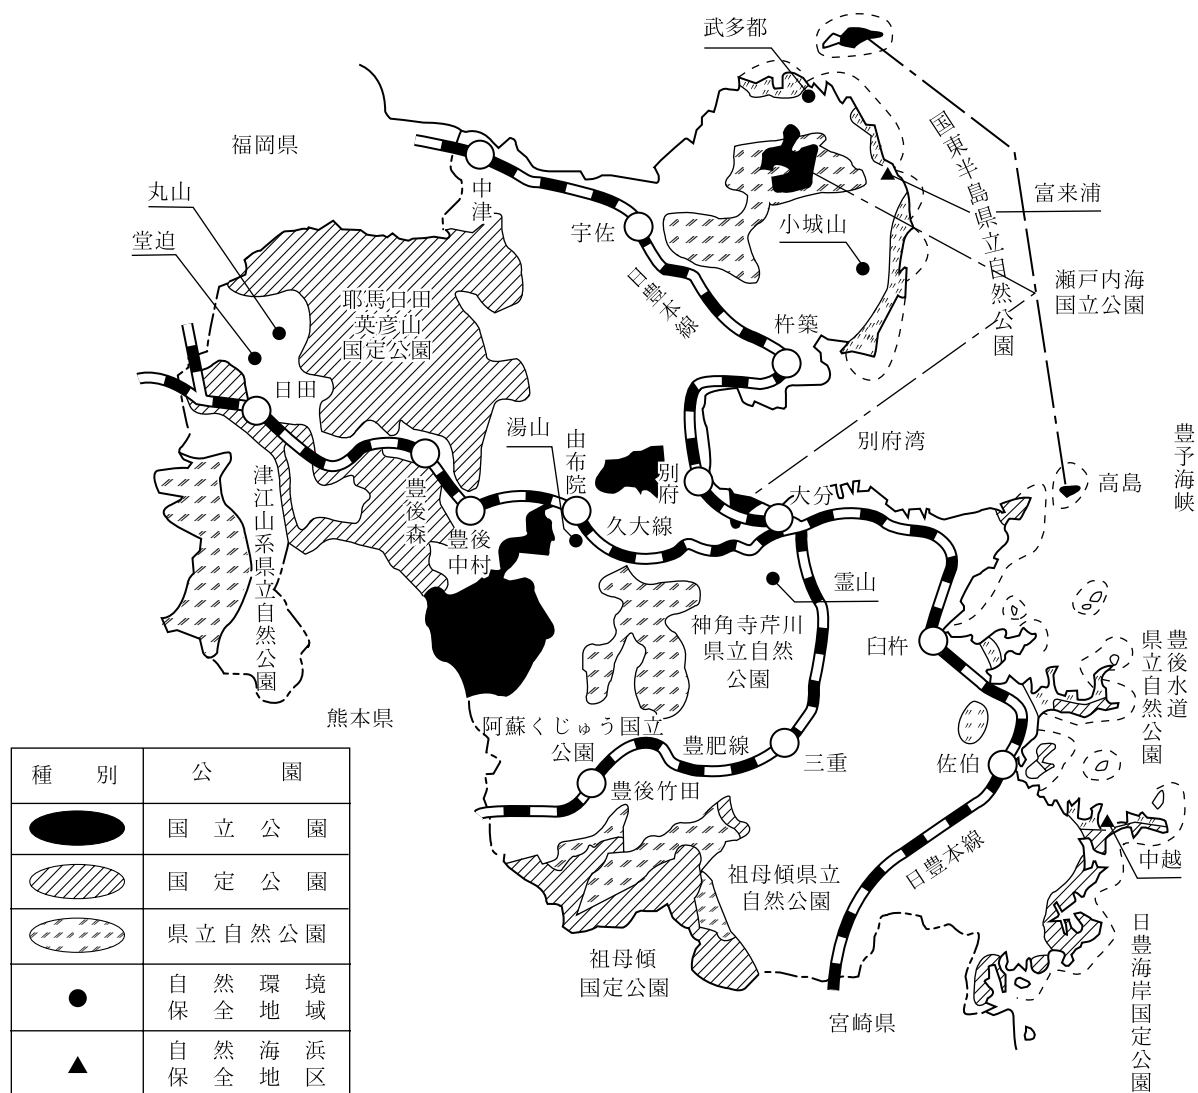 武多都
福岡県
国東半島県立自然公園
丸山
中津
富来浦
堂迫
宇佐
小城山
耶馬日田
英彦山
国定公園
日豊本線
瀬戸内海
国立公園
杵築
日田
湯山
由布院
別府
別府湾
豊予海峡
津江山系県立自然公園
豊後森
大分
高島
豊後
中村
久大線
霊山
神角寺芹川
県立自然
公園
臼杵
豊後水道
県立自然公園
熊本県
阿蘇くじゅう国立
公園
豊肥線
三重
佐伯
豊後竹田
日豊本線
中越
祖母傾県立
自然公園
祖母傾
国定公園
日豊海岸国定公園
宮崎県
種別 公園
国立公園
国定公園
県立自然公園
自然環境
保全地域
自然海浜
保全地区